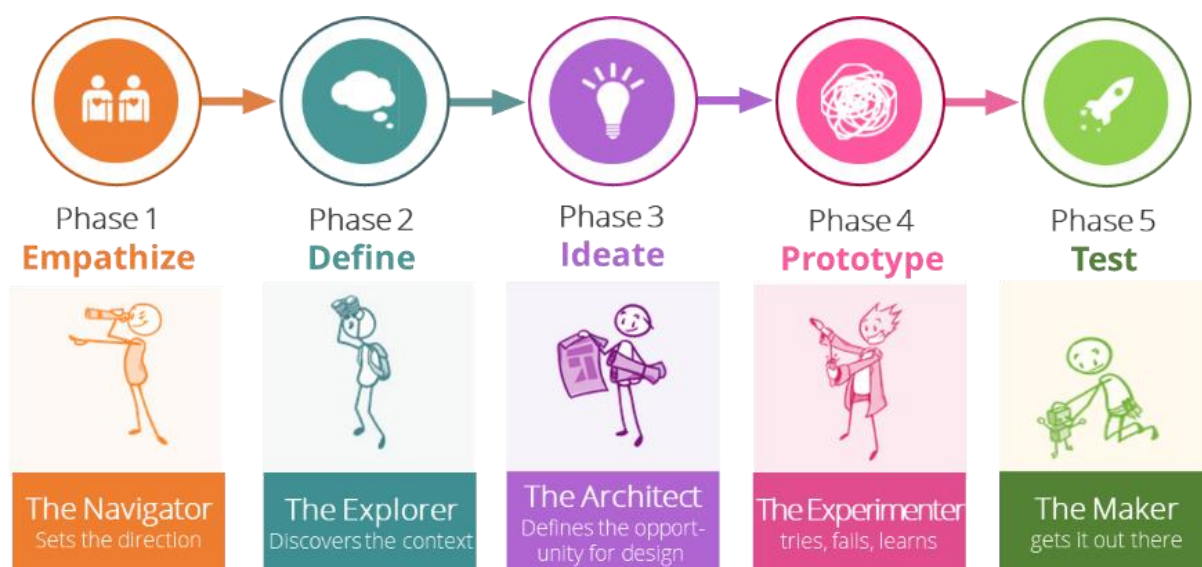 Phase 1
Empathize
Phase 2
Define
Phase 3
Ideate
Phase 4
Prototype
Phase 5
Test
The Navigator
Sets the direction
The Explorer
Discovers the context
The Architect
Defines the opport-
unity for design
The Experimenter
tries, fails, learns
The Maker
gets it out there